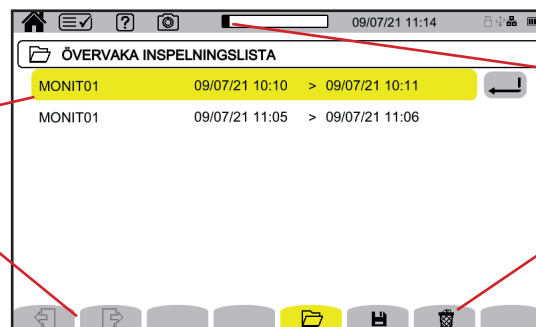 09/07/21 11:14
ÖVERVAKA INSPELNINGSLISTA
MONIT01 09/07/21 10:10 > 09/07/21 10:11
MONIT01 09/07/21 11:05 > 09/07/21 11:06